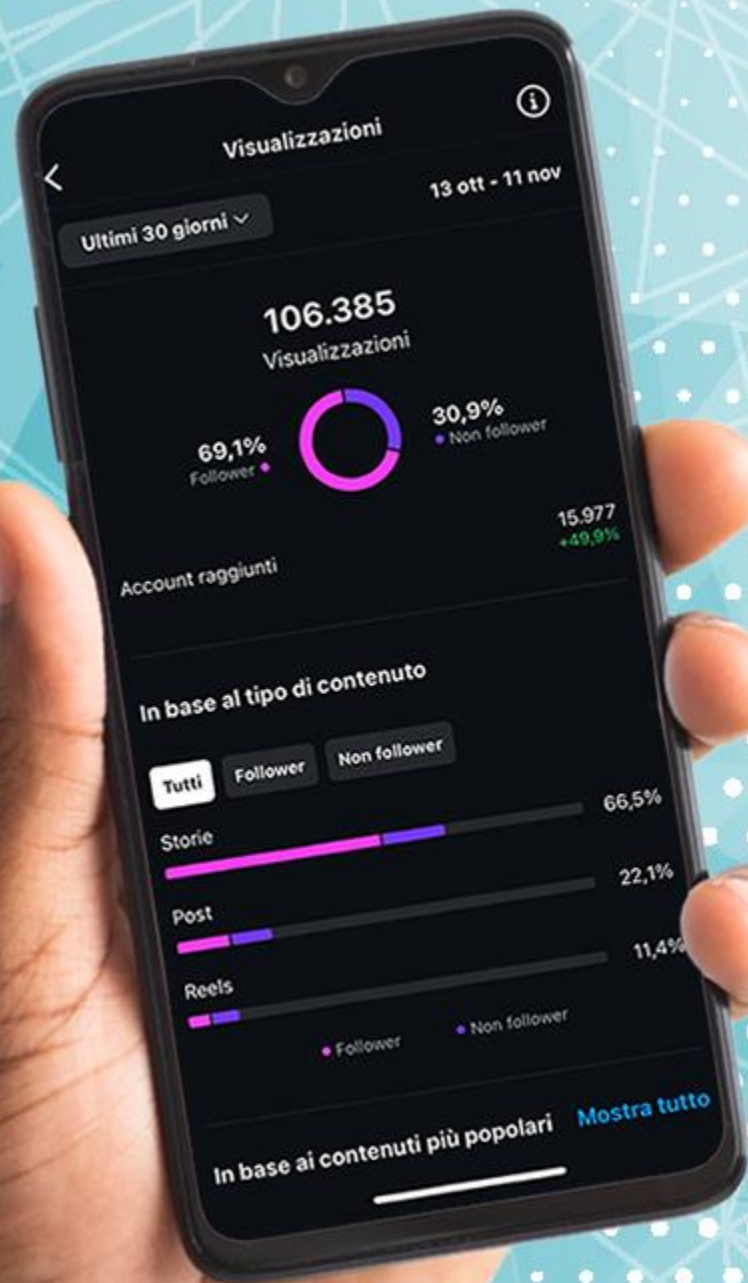 Visualizzazioni
Ultimi 30 giorni
13 ott - 11 nov
106.385
Visualizzazioni
69,1%
Follower
30,9%
Non follower
Account raggiunti
15.977
+49,9%
In base al tipo di contenuto
Tutti
Follower
Non follower
Storie
66,5%
Post
22,1%
Reels
11,4%
Follower
Non follower
In base ai contenuti più popolari
Mostra tutto